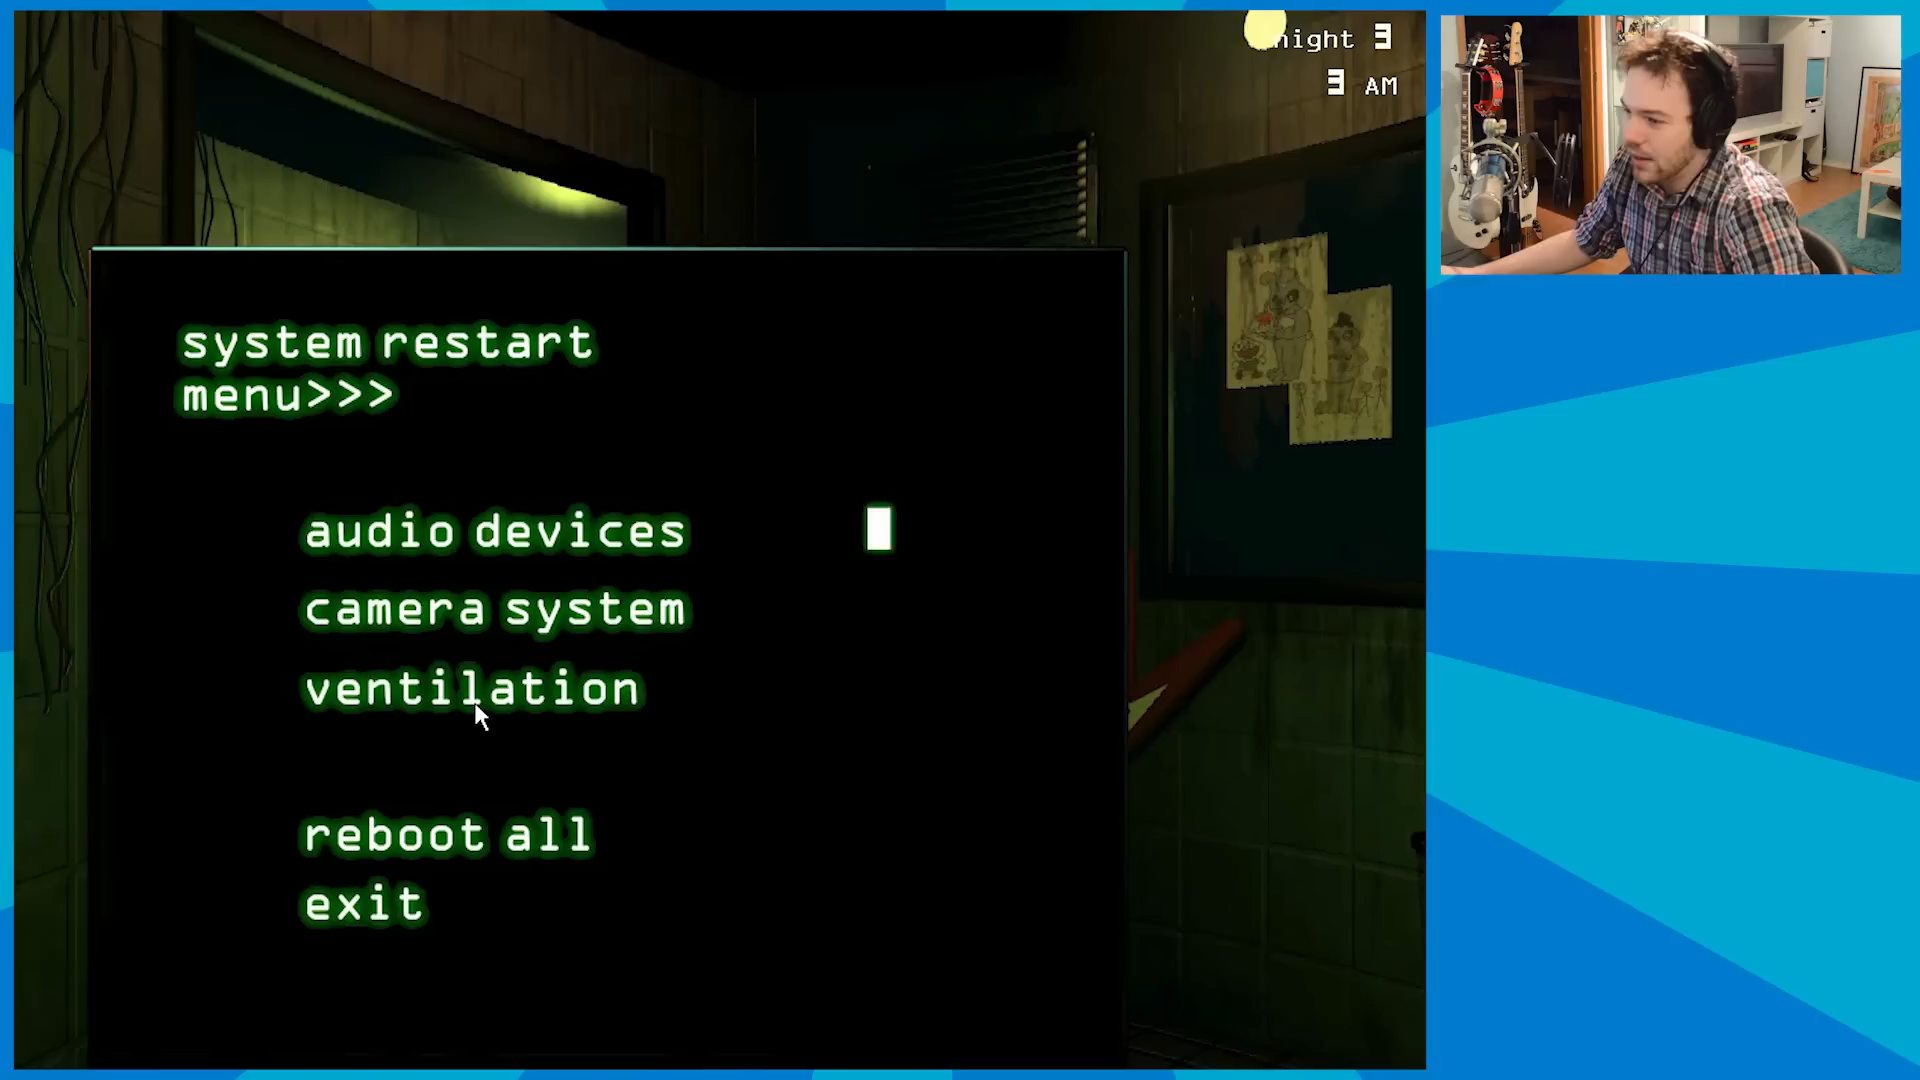 night 3
3 AM
system restart
menu>>>
audio devices
camera system
ventilation
reboot all
exit